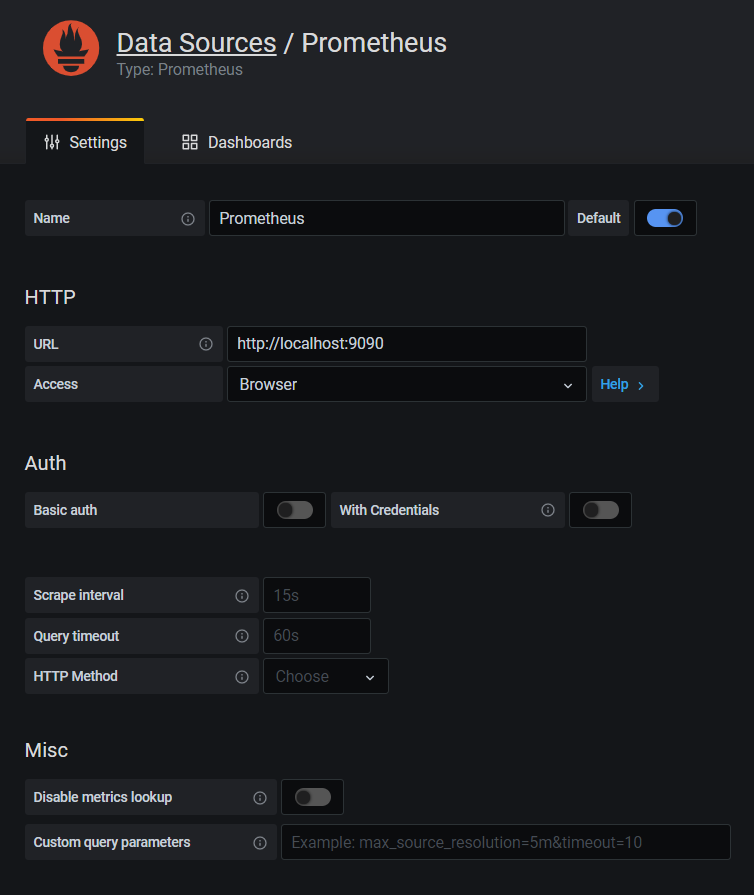 Data Sources / Prometheus
Type: Prometheus
Settings
Dashboards
Name
Prometheus
Default
HTTP
URL
http://localhost:9090
Access
Browser
Help
Auth
Basic auth
With Credentials
Scrape interval
15s
Query timeout
60s
HTTP Method
Choose
Misc
Disable metrics lookup
Custom query parameters
Example: max_source_resolution=5m&timeout=10